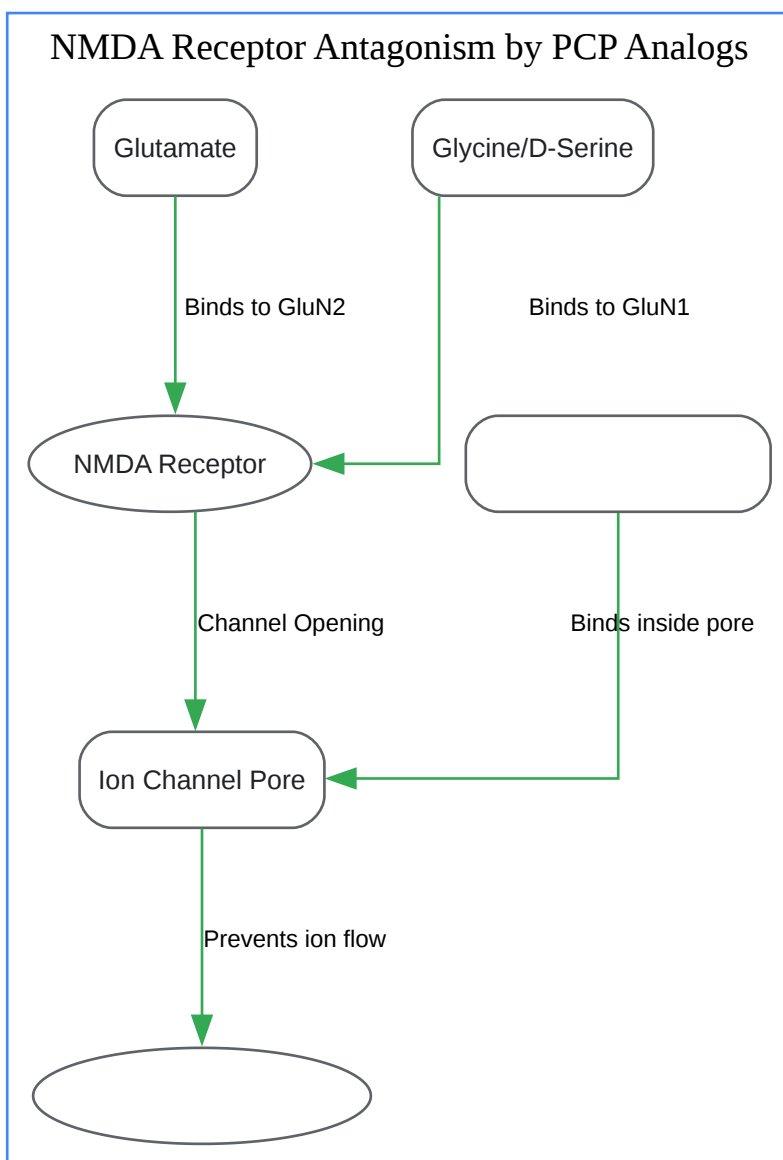 NMDA Receptor Antagonism by PCP Analogs
Glutamate
Glycine/D-Serine
Binds to GluN2
Binds to GluN1
NMDA Receptor
Channel Opening
Binds inside pore
Ion Channel Pore
Prevents ion flow